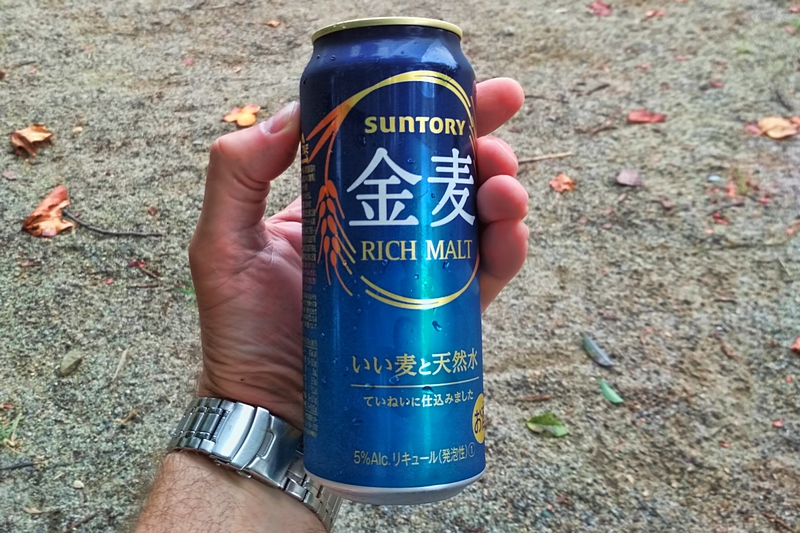 SUNTORY
金麦
RICH MALT
いい麦と天然水
ていねいに仕込みました
5%Alc. リキュール(発泡性)①
お